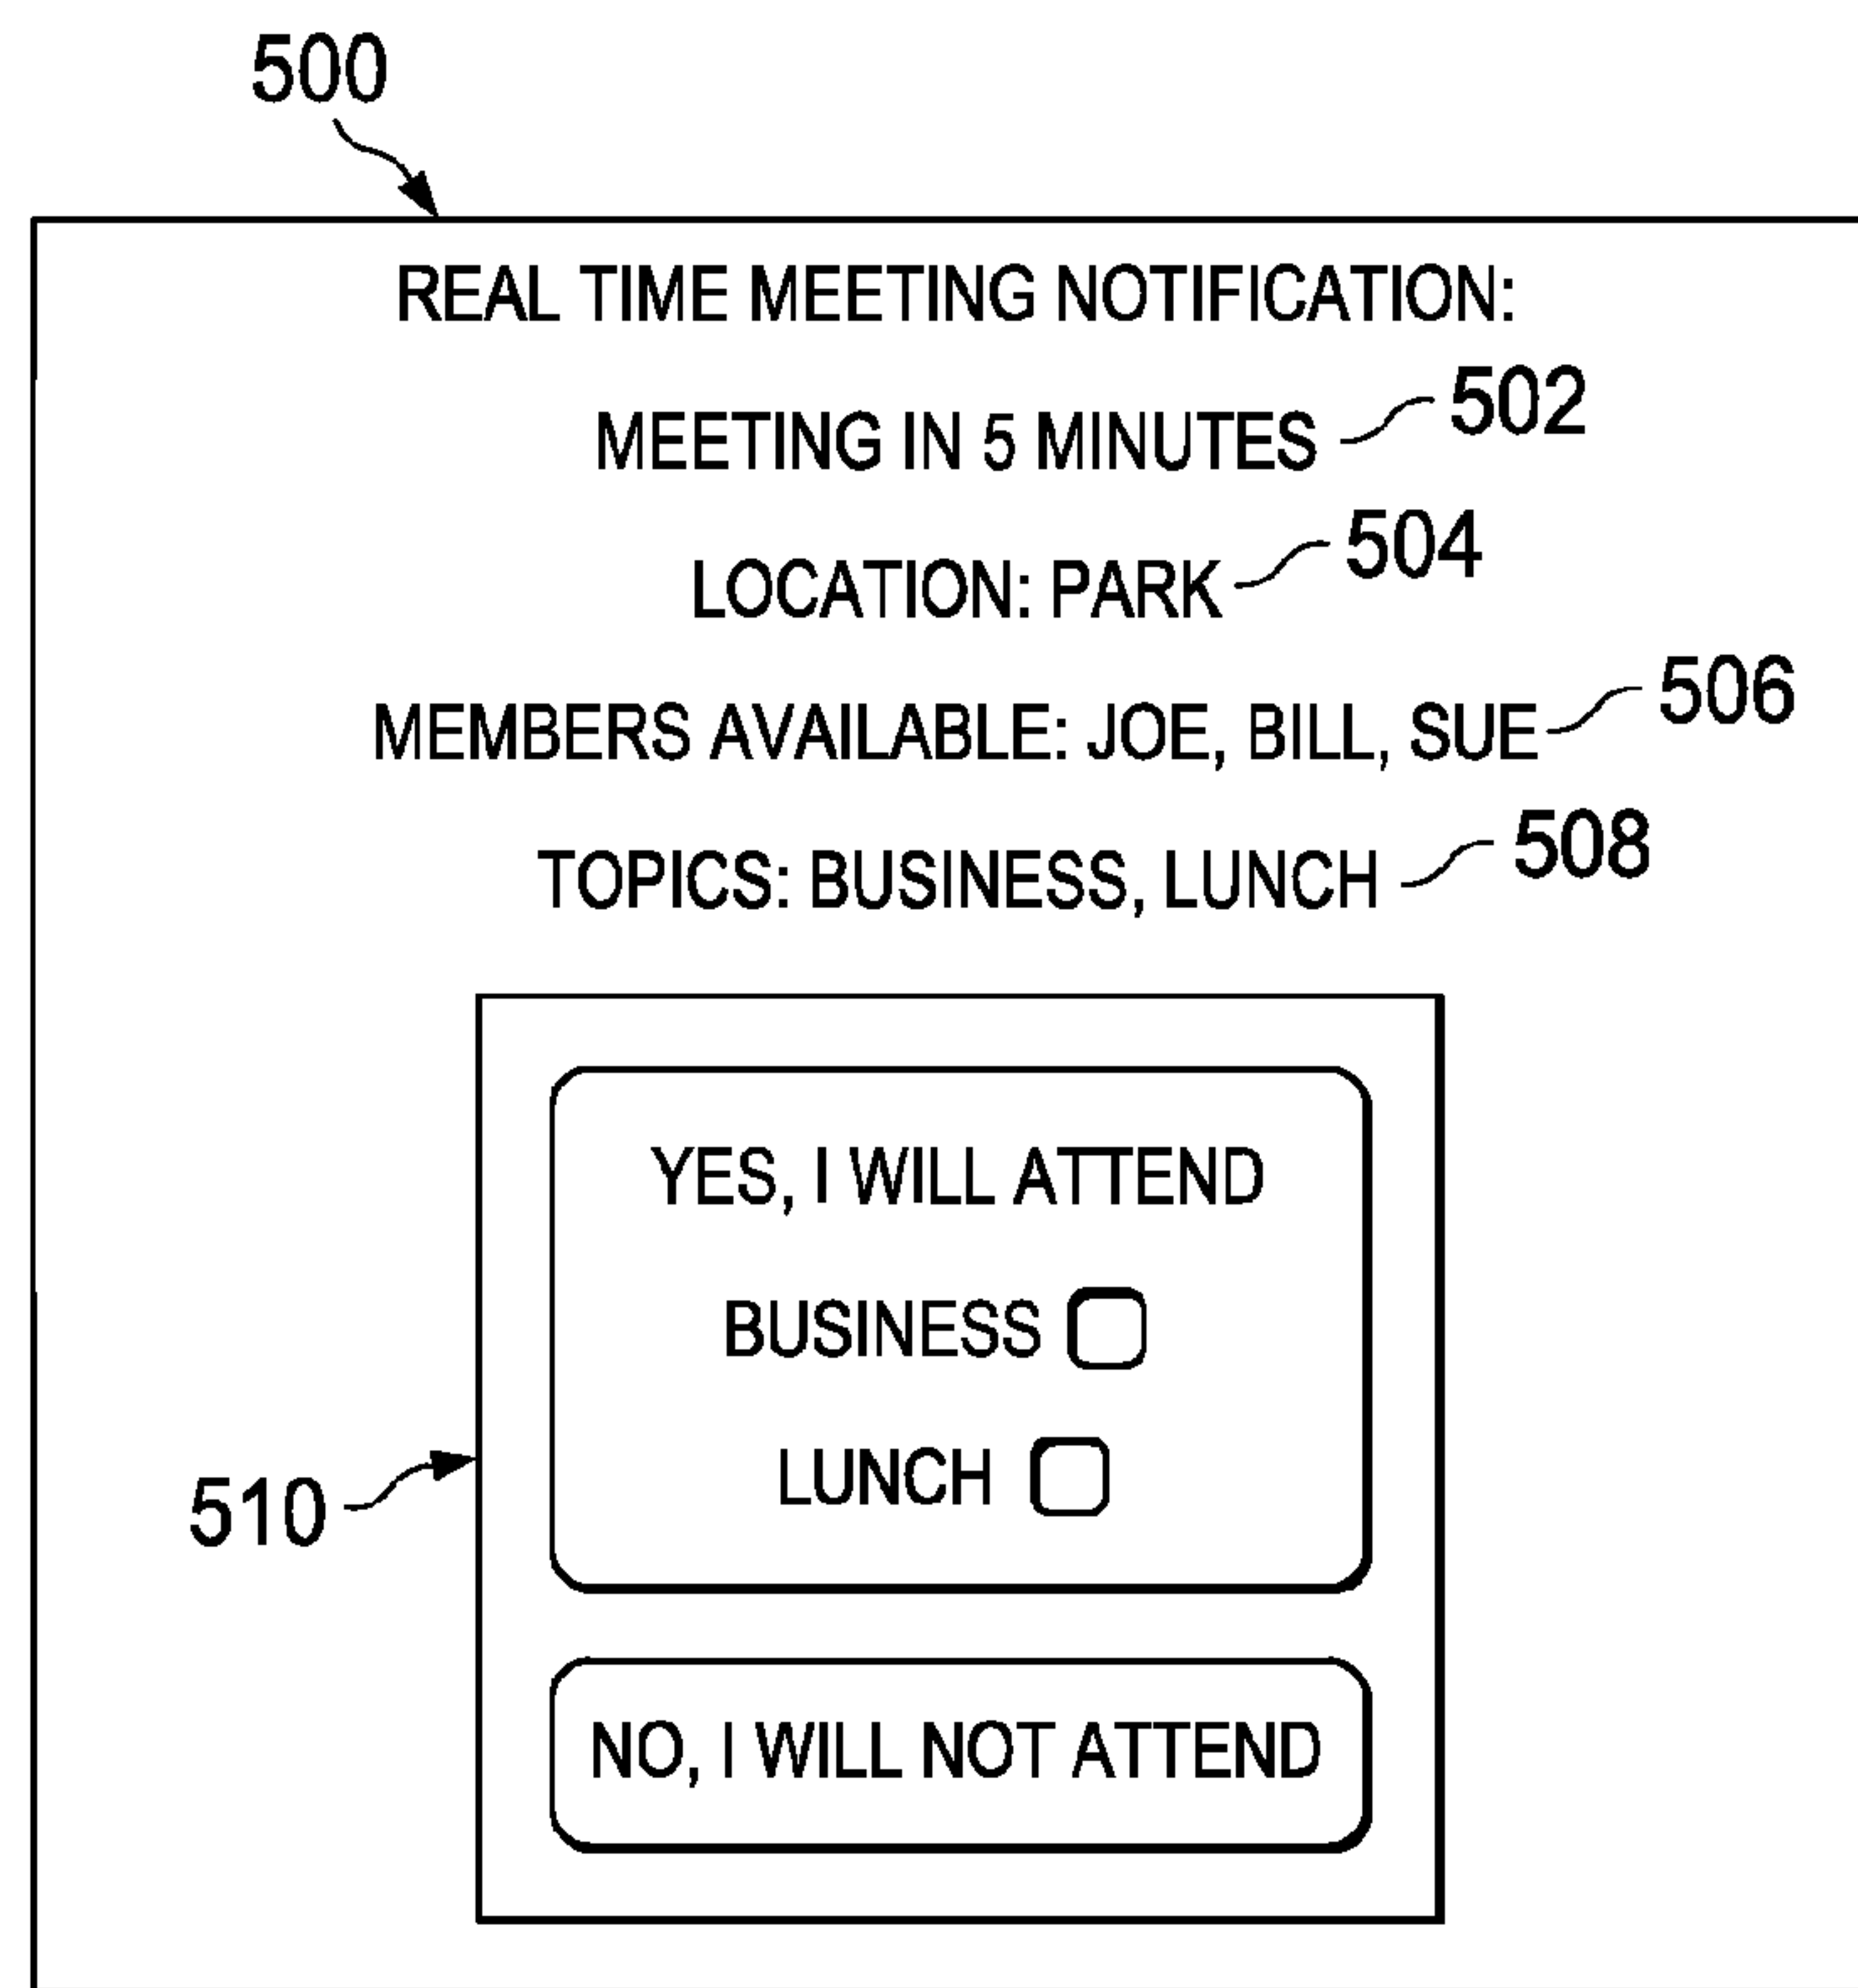 500
REAL TIME MEETING NOTIFICATION:
MEETING IN 5 MINUTES 502
LOCATION: PARK 504
MEMBERS AVAILABLE: JOE, BILL, SUE 506
TOPICS: BUSINESS, LUNCH 508
YES, I WILL ATTEND
BUSINESS
LUNCH
510
NO, I WILL NOT ATTEND